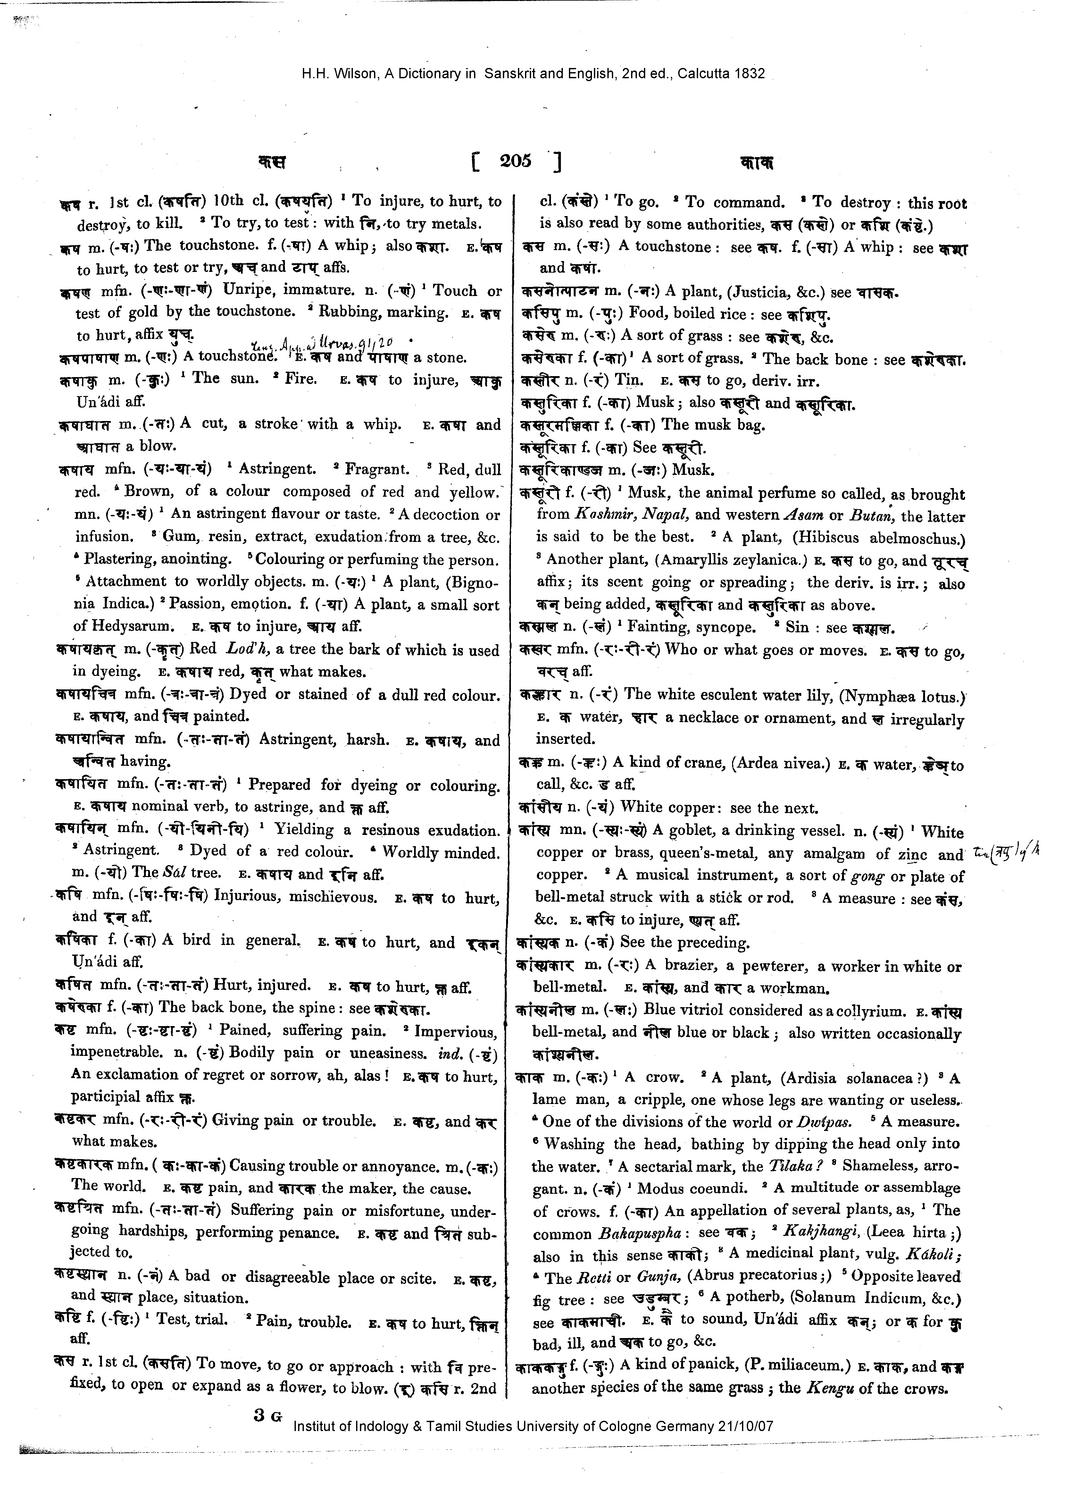 H.H. Wilson, A Dictionary in Sanskrit and English, 2nd ed., Calcutta 1832
कस [ 205 ] काक
कष r. 1st cl. (कषति) 10th cl. (कषयति) ¹ To injure, to hurt, to
destroy, to kill. ² To try, to test : with नि, to try metals.
कष m. (-षः) The touchstone. f. (-षा) A whip ; also कशा. E. कष
to hurt, to test or try, अच् and टाप् affs.
कषण mfn. (-णः-णा-णं) Unripe, immature. n. (-णं) ¹ Touch or
test of gold by the touchstone. ² Rubbing, marking. E. कष
to hurt, affix युच्.
कषपाषाण m. (-णः) A touchstone. E. कष and पाषाण a stone.
कषाकु m. (-कुः) ¹ The sun. ² Fire. E. कष to injure, आकु
Un'ádi aff.
कषाघात m. (-तः) A cut, a stroke with a whip. E. कषा and
आघात a blow.
कषाय mfn. (-यः-या-यं) ¹ Astringent. ² Fragrant. ³ Red, dull
red. ⁴ Brown, of a colour composed of red and yellow.
mn. (-यः-यं) ¹ An astringent flavour or taste. ² A decoction or
infusion. ³ Gum, resin, extract, exudation from a tree, &c.
⁴ Plastering, anointing. ⁵ Colouring or perfuming the person.
⁶ Attachment to worldly objects. m. (-यः) ¹ A plant, (Bigno-
nia Indica.) ² Passion, emotion. f. (-या) A plant, a small sort
of Hedysarum. E. कष to injure, आय aff.
कषायकृत् m. (-कृत्) Red Lod'h, a tree the bark of which is used
in dyeing. E. कषाय red, कृत् what makes.
कषायचित्र mfn. (-त्रः-त्रा-त्रं) Dyed or stained of a dull red colour.
E. कषाय, and चित्र painted.
कषायान्वित mfn. (-तः-ता-तं) Astringent, harsh. E. कषाय, and
अन्वित having.
कषायित mfn. (-तः-ता-तं) ¹ Prepared for dyeing or colouring.
E. कषाय nominal verb, to astringe, and क्त aff.
कषायिन् mfn. (-यी-यिनी-यि) ¹ Yielding a resinous exudation.
² Astringent. ³ Dyed of a red colour. ⁴ Worldly minded.
m. (-यी) The Sál tree. E. कषाय and इनि aff.
कषि mfn. (-षिः-षिः-षि) Injurious, mischievous. E. कष to hurt,
and इन् aff.
कषिका f. (-का) A bird in general. E. कष to hurt, and इकन्
Un'ádi aff.
कषित mfn. (-तः-ता-तं) Hurt, injured. E. कष to hurt, क्त aff.
कषेरुका f. (-का) The back bone, the spine : see कशेरुका.
कष्ट mfn. (-ष्टः-ष्टा-ष्टं) ¹ Pained, suffering pain. ² Impervious,
impenetrable. n. (-ष्टं) Bodily pain or uneasiness. ind. (-ष्टं)
An exclamation of regret or sorrow, ah, alas ! E. कष to hurt,
participial affix क्त.
कष्टकर mfn. (-रः-री-रं) Giving pain or trouble. E. कष्ट, and कर
what makes.
कष्टकारक mfn. ( कः-का-कं) Causing trouble or annoyance. m. (-कः)
The world. E. कष्ट pain, and कारक the maker, the cause.
कष्टश्रित mfn. (-तः-ता-तं) Suffering pain or misfortune, under-
going hardships, performing penance. E. कष्ट and श्रित sub-
jected to.
कष्टस्थान n. (-नं) A bad or disagreeable place or scite. E. कष्ट,
and स्थान place, situation.
कष्टि f. (-ष्टिः) ¹ Test, trial. ² Pain, trouble. E. कष to hurt, क्तिन्
aff.
कस r. 1st cl. (कसति) To move, to go or approach : with वि pre-
fixed, to open or expand as a flower, to blow. (इ) कसि r. 2nd
cl. (कंस्ते) ¹ To go. ² To command. ³ To destroy : this root
is also read by some authorities, कस (कस्ते) or कशि (कंष्टे.)
कस m. (-सः) A touchstone : see कष. f. (-सा) A whip : see कशा
and कषा.
कसनोत्पाटन m. (-नः) A plant, (Justicia, &c.) see वासक.
कसिपु m. (-पुः) Food, boiled rice : see कशिपु.
कसेरु m. (-रुः) A sort of grass : see कशेरु, &c.
कसेरुका f. (-का) ¹ A sort of grass. ² The back bone : see कशेरुका.
कस्तीर n. (-रं) Tin. E. कस to go, deriv. irr.
कस्तुरिका f. (-का) Musk ; also कस्तूरी and कस्तूरिका.
कस्तूरमल्लिका f. (-का) The musk bag.
कस्तूरिका f. (-का) See कस्तूरी.
कस्तूरिकाण्डज m. (-जः) Musk.
कस्तूरी f. (-री) ¹ Musk, the animal perfume so called, as brought
from Kashmir, Napal, and western Asam or Butan, the latter
is said to be the best. ² A plant, (Hibiscus abelmoschus.)
³ Another plant, (Amaryllis zeylanica.) E. कस to go, and तूरच्
affix ; its scent going or spreading ; the deriv. is irr. ; also
कन् being added, कस्तूरिका and कस्तुरिका as above.
कस्मल n. (-लं) ¹ Fainting, syncope. ² Sin : see कश्मल.
कस्वर mfn. (-रः-री-रं) Who or what goes or moves. E. कस to go,
वरच् aff.
कह्लार n. (-रं) The white esculent water lily, (Nymphæa lotus.)
E. क water, हार a necklace or ornament, and ल irregularly
inserted.
कह्व m. (-ह्वः) A kind of crane, (Ardea nivea.) E. क water, ह्वेञ् to
call, &c. ड aff.
कांसीय n. (-यं) White copper: see the next.
कांस्य mn. (-स्यः-स्यं) A goblet, a drinking vessel. n. (-स्यं) ¹ White
copper or brass, queen's-metal, any amalgam of zinc and
copper. ² A musical instrument, a sort of gong or plate of
bell-metal struck with a stick or rod. ³ A measure : see कंस,
&c. E. कसि to injure, ण्यत् aff.
कांस्यक n. (-कं) See the preceding.
कांस्यकार m. (-रः) A brazier, a pewterer, a worker in white or
bell-metal. E. कांस्य, and कार a workman.
कांस्यनील m. (-लः) Blue vitriol considered as a collyrium. E. कांस्य
bell-metal, and नील blue or black ; also written occasionally
कांश्यनील.
काक m. (-कः) ¹ A crow. ² A plant, (Ardisia solanacea ?) ³ A
lame man, a cripple, one whose legs are wanting or useless.
⁴ One of the divisions of the world or Dwípas. ⁵ A measure.
⁶ Washing the head, bathing by dipping the head only into
the water. ⁷ A sectarial mark, the Tilaka ? ⁸ Shameless, arro-
gant. n. (-कं) ¹ Modus coeundi. ² A multitude or assemblage
of crows. f. (-का) An appellation of several plants, as, ¹ The
common Bakapuspha : see वक ; ² Kakjhangi, (Leea hirta ;)
also in this sense काकी ; ³ A medicinal plant, vulg. Kákoli ;
⁴ The Retti or Gunja, (Abrus precatorius ;) ⁵ Opposite leaved
fig tree : see उडुम्बर ; ⁶ A potherb, (Solanum Indicum, &c.)
see काकमाची. E. कै to sound, Un'ádi affix कन् ; or क for कु
bad, ill, and अक to go, &c.
काककङ्गु f. (-ङ्गुः) A kind of panick, (P. miliaceum.) E. काक, and कङ्गु
another species of the same grass ; the Kengu of the crows.
3 G
Institut of Indology & Tamil Studies University of Cologne Germany 21/10/07